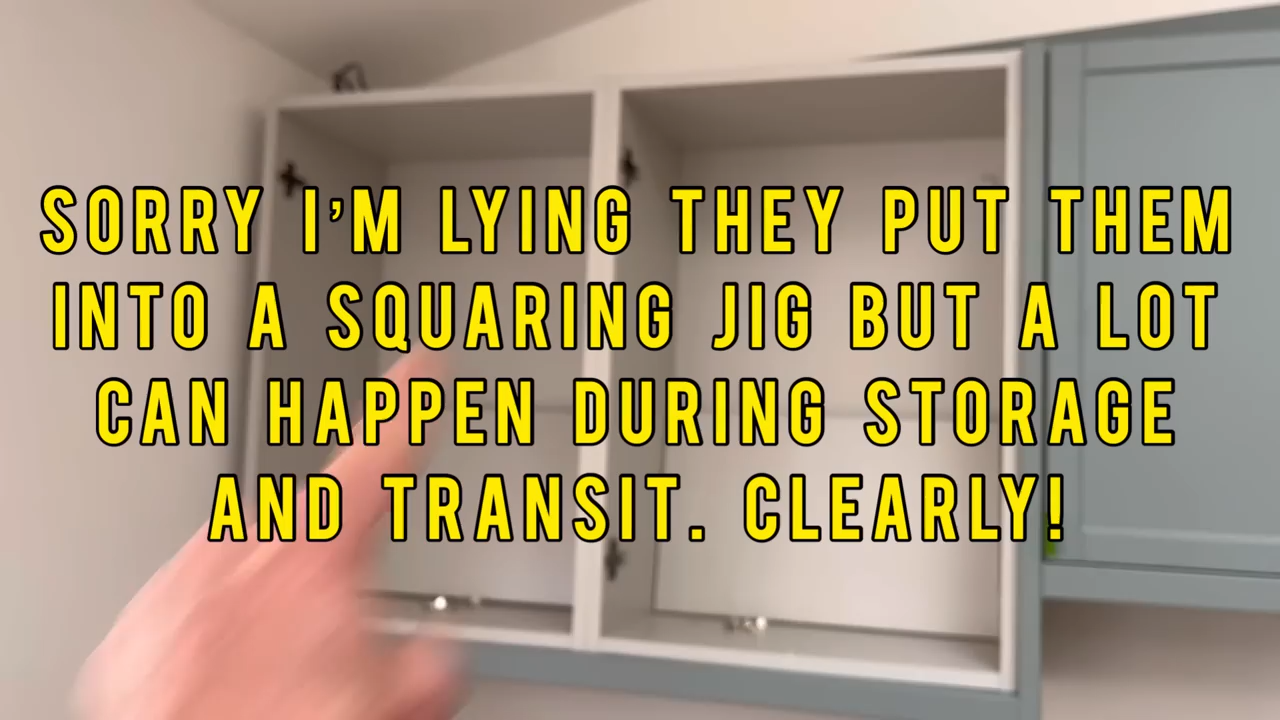 SORRY I'M LYING THEY PUT THEM
INTO A SQUARING JIG BUT A LOT
CAN HAPPEN DURING STORAGE
AND TRANSIT. CLEARLY!